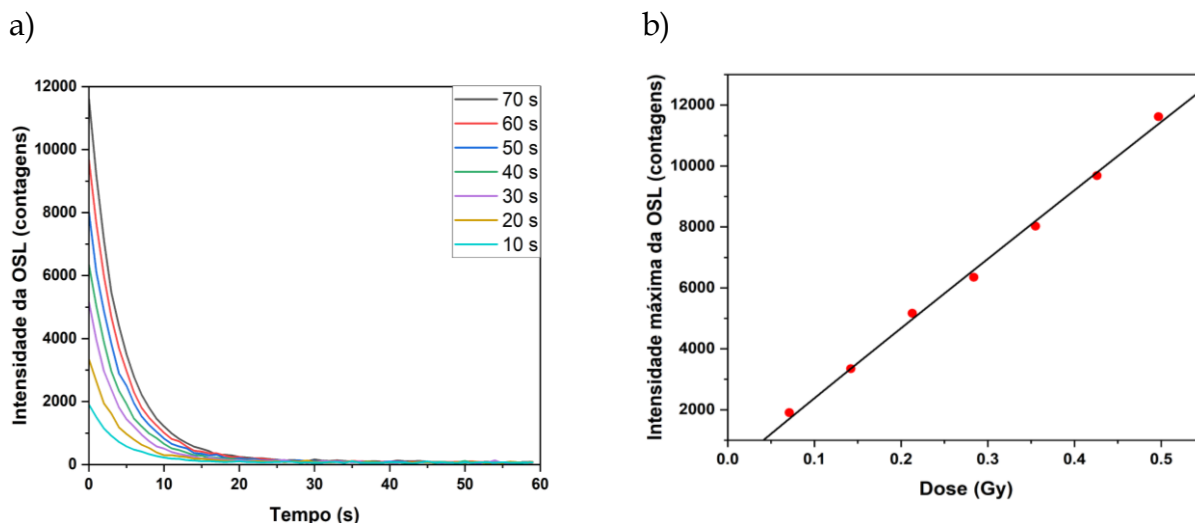 a)
12000
10000
8000
6000
4000
2000
0
0 10 20 30 40 50 60
Intensidade da OSL (contagens)
Tempo (s)
70 s
60 s
50 s
40 s
30 s
20 s
10 s
b)
12000
10000
8000
6000
4000
2000
0.0 0.1 0.2 0.3 0.4 0.5
Intensidade máxima da OSL (contagens)
Dose (Gy)